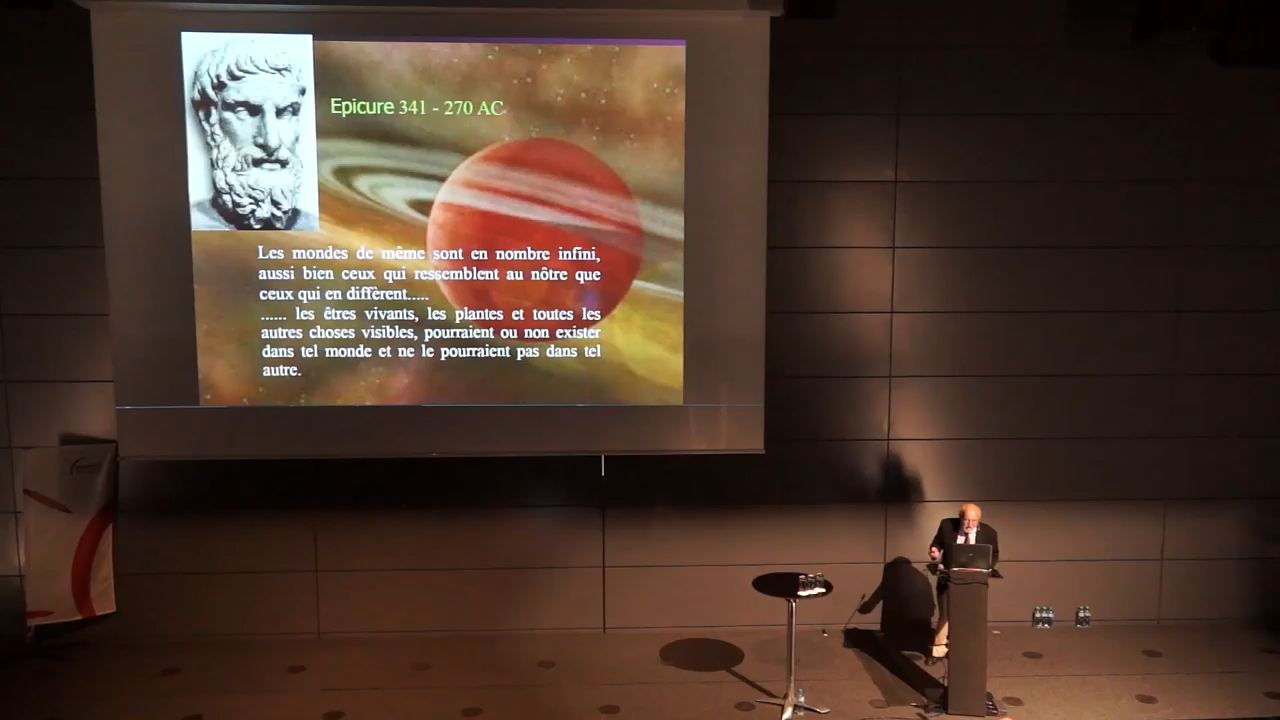 Epicure 341 - 270 AC
Les mondes de même sont en nombre infini,
aussi bien ceux qui ressemblent au nôtre que
ceux qui en diffèrent.....
...... les êtres vivants, les plantes et toutes les
autres choses visibles, pourraient ou non exister
dans tel monde et ne le pourraient pas dans tel
autre.